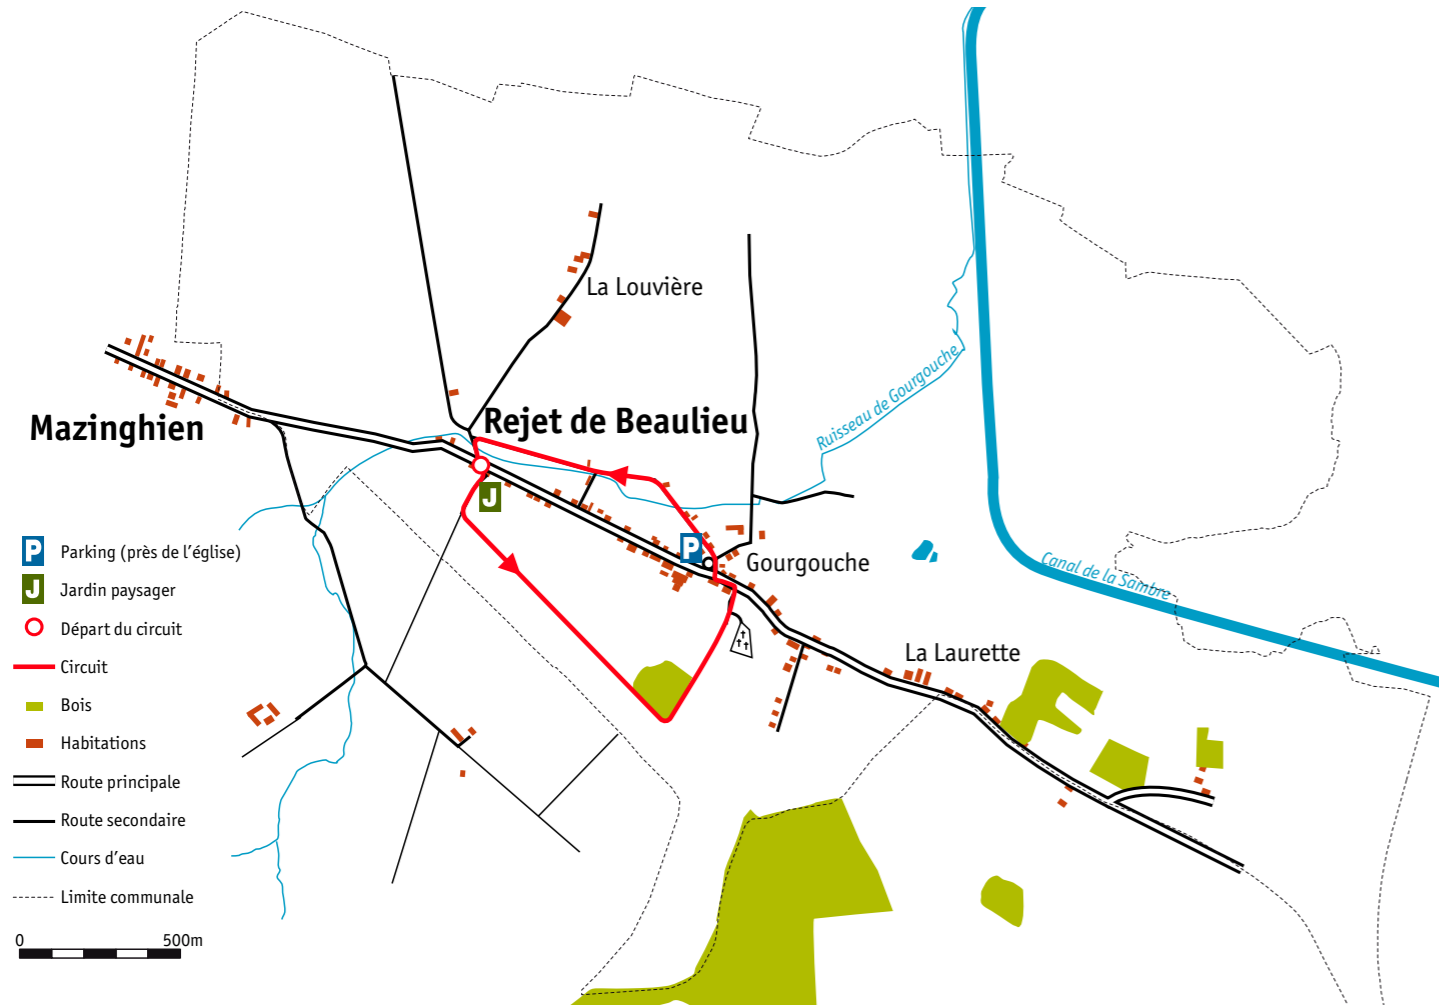 La Louvière
Ruisseau de Gourgouche
Mazinghien
Rejet de Beaulieu
J
P
Gourgouche
Canal de la Sambre
La Laurette
P Parking (près de l'église)
J Jardin paysager
Départ du circuit
Circuit
Bois
Habitations
Route principale
Route secondaire
Cours d'eau
Limite communale
0 500m